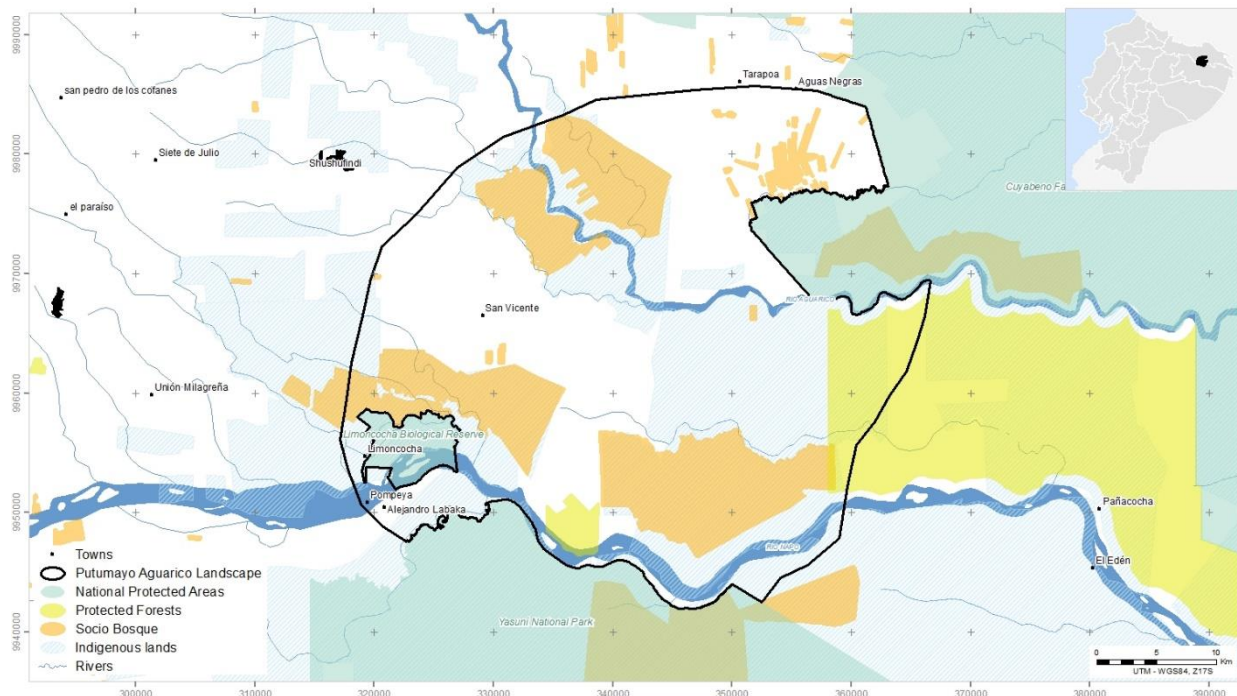 9990000
9980000
9970000
9960000
9950000
9940000
san pedro de los cofanes
Siete de Julio
Shushufindi
el paraíso
Unión Milagreña
Tarapoa
Aguas Negras
Cuyabeno Fa
San Vicente
RIO AGUARICO
Limoncocha Biological Reserve
Limoncocha
Pompeya
Alejandro Labaka
RIO NAPO
Pañacocha
El Edén
Yasuni National Park
Towns
Putumayo Aguarico Landscape
National Protected Areas
Protected Forests
Socio Bosque
Indigenous lands
Rivers
0 5 10
Km
UTM - WGS84, Z17S
300000 310000 320000 330000 340000 350000 360000 370000 380000 390000